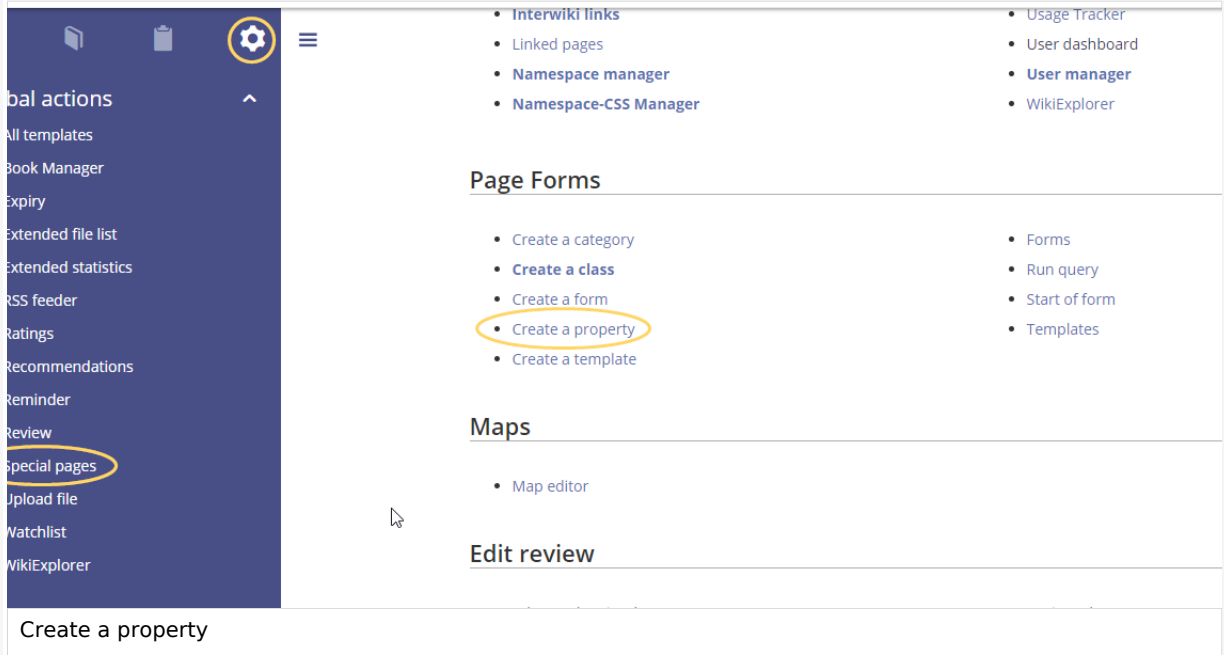 bal actions
All templates
Book Manager
Expiry
Extended file list
Extended statistics
RSS feeder
Ratings
Recommendations
Reminder
Review
Special pages
Upload file
Watchlist
WikiExplorer
Interwiki links
Linked pages
Namespace manager
Namespace-CSS Manager
Usage Tracker
User dashboard
User manager
WikiExplorer
Page Forms
Create a category
Create a class
Create a form
Create a property
Create a template
Forms
Run query
Start of form
Templates
Maps
Map editor
Edit review
Create a property